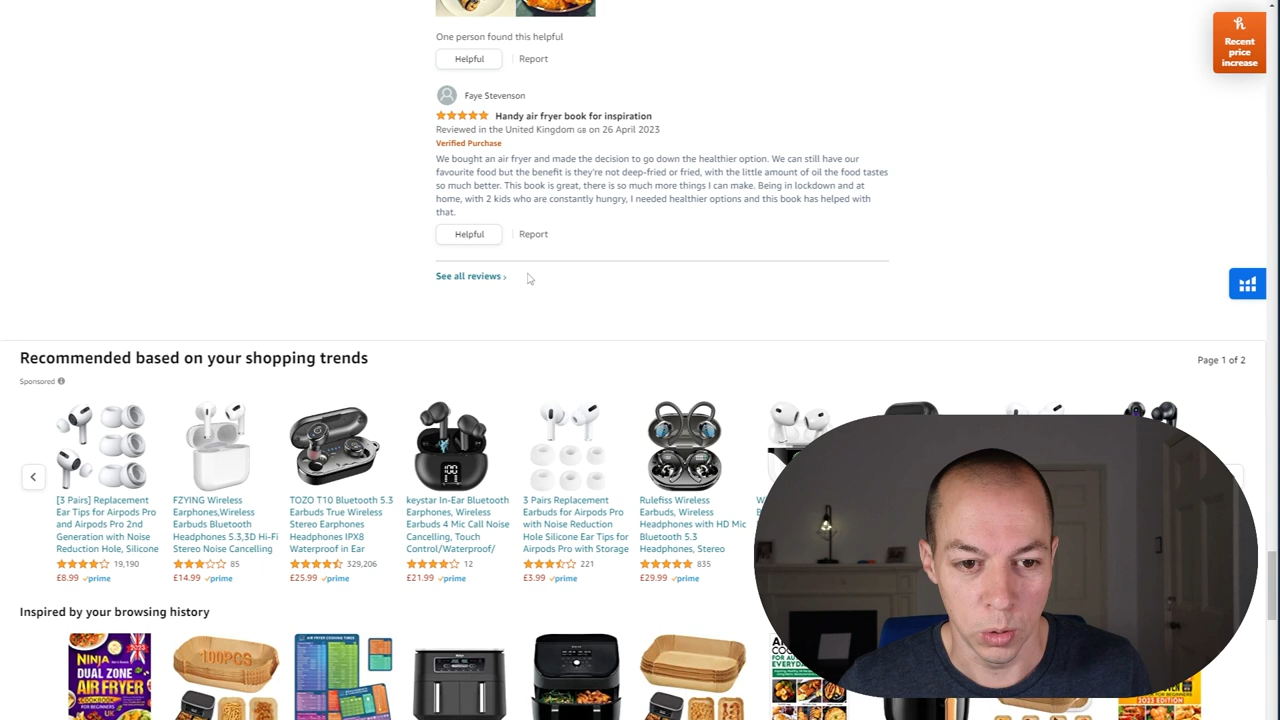 One person found this helpful
Helpful
Report
Recent
price
increase
Faye Stevenson
Handy air fryer book for inspiration
Reviewed in the United Kingdom GB on 26 April 2023
Verified Purchase
We bought an air fryer and made the decision to go down the healthier option. We can still have our
favourite food but the benefit is they're not deep-fried or fried, with the little amount of oil the food tastes
so much better. This book is great, there is so much more things I can make. Being in lockdown and at
home, with 2 kids who are constantly hungry, I needed healthier options and this book has helped with
that.
Helpful
Report
See all reviews ›
Recommended based on your shopping trends
Page 1 of 2
Sponsored
[3 Pairs] Replacement
Ear Tips for Airpods Pro
and Airpods Pro 2nd
Generation with Noise
Reduction Hole, Silicone
19,190
£8.99 prime
FZYING Wireless
Earphones,Wireless
Earbuds Bluetooth
Headphones 5.3,3D Hi-Fi
Stereo Noise Cancelling
85
£14.99 prime
TOZO T10 Bluetooth 5.3
Earbuds True Wireless
Stereo Earphones
Headphones IPX8
Waterproof in Ear
329,206
£25.99 prime
keystar In-Ear Bluetooth
Earphones, Wireless
Earbuds 4 Mic Call Noise
Cancelling, Touch
Control/Waterproof/
12
£21.99 prime
3 Pairs Replacement
Earbuds for Airpods Pro
with Noise Reduction
Hole Silicone Ear Tips for
Airpods Pro with Storage
221
£3.99 prime
Rulefiss Wireless
Earbuds, Wireless
Headphones with HD Mic
Bluetooth 5.3
Headphones, Stereo
835
£29.99 prime
Inspired by your browsing history
NINJA
DUAL ZONE
AIR FRYER
COOKBOOK
FOR BEGINNERS
UK
100PCS
AIR FRYER COOKING TIMES
EVERYDAY
2023 EDITION